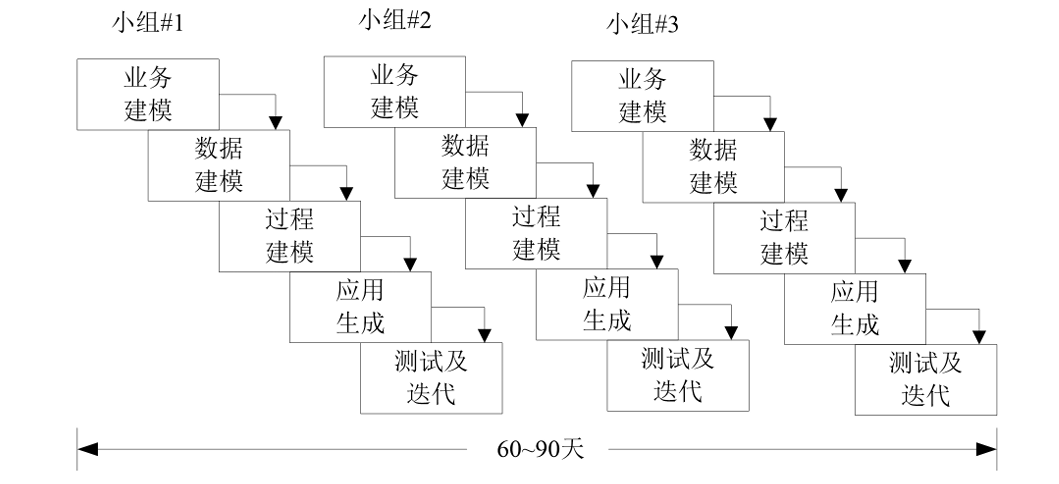 小组#1
小组#2
小组#3
业务
建模
业务
建模
业务
建模
数据
建模
数据
建模
数据
建模
过程
建模
过程
建模
过程
建模
应用
生成
应用
生成
应用
生成
测试及
迭代
测试及
迭代
测试及
迭代
60~90天